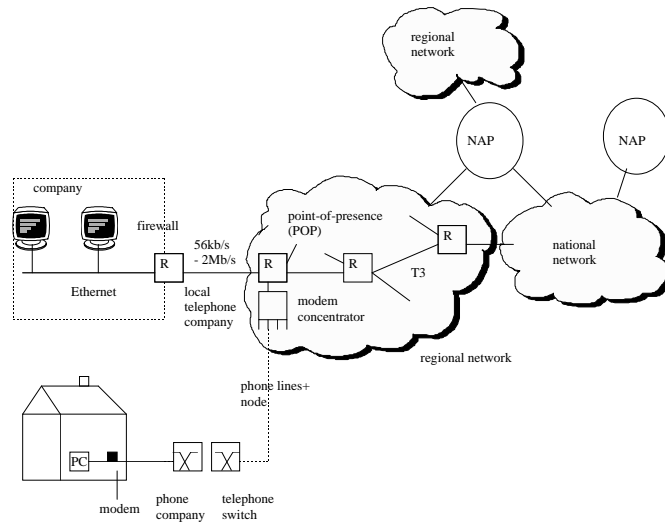 regional
network
NAP
NAP
company
firewall
point-of-presence
(POP)
56kb/s
- 2Mb/s
R
R
R
R
T3
national
network
Ethernet
local
telephone
company
modem
concentrator
regional network
phone lines+
node
PC
modem
phone
company
telephone
switch